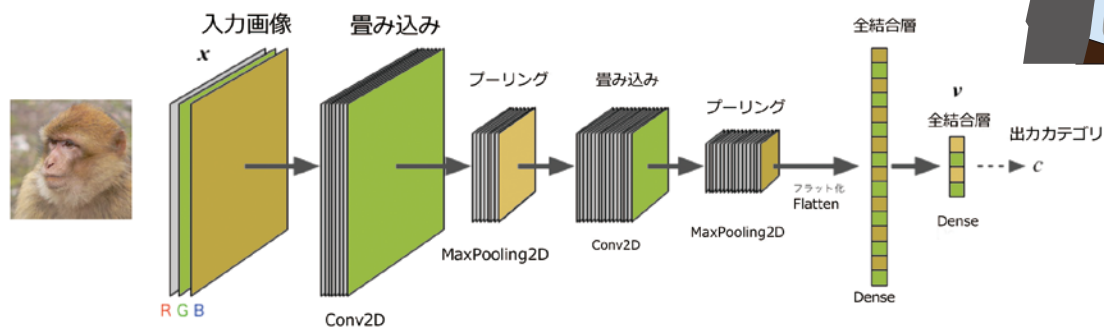 入力画像
x
R G B
畳み込み
Conv2D
プーリング
MaxPooling2D
畳み込み
Conv2D
プーリング
MaxPooling2D
フラット化
Flatten
全結合層
Dense
v
全結合層
Dense
出力カテゴリ
c